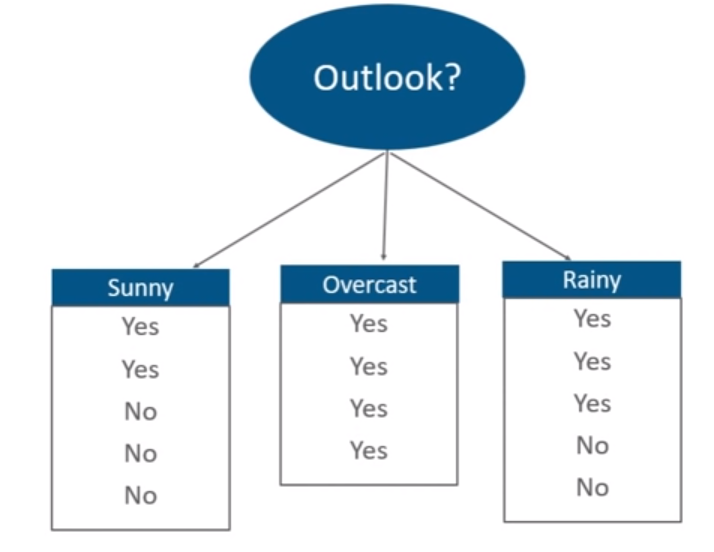 Outlook?
Sunny
Yes
Yes
No
No
No
Overcast
Yes
Yes
Yes
Yes
Rainy
Yes
Yes
Yes
No
No